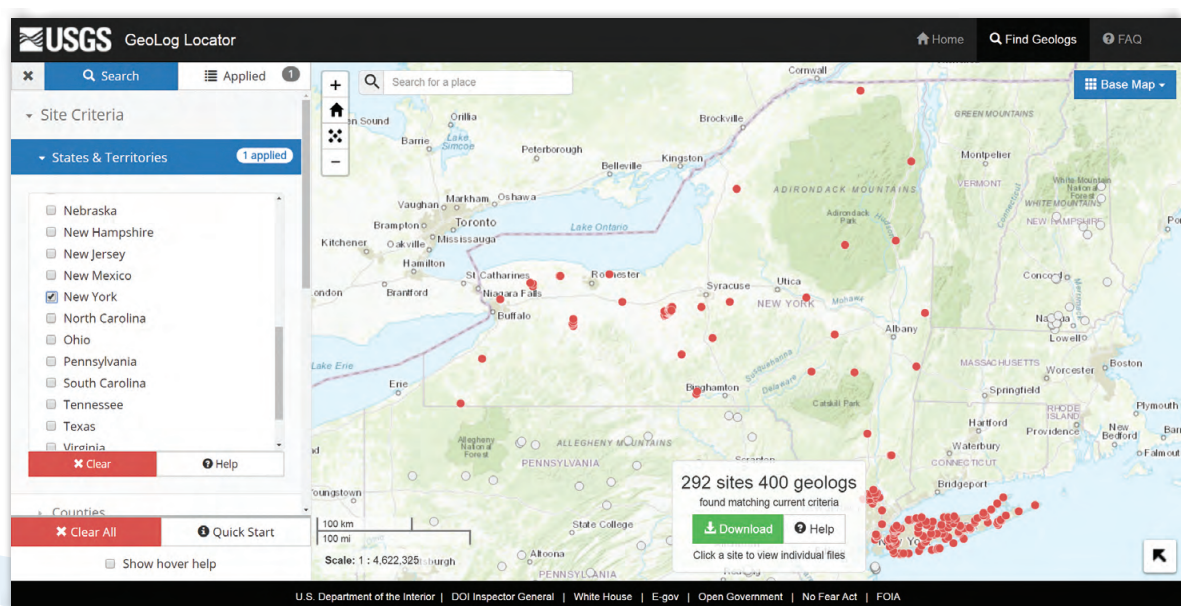 USGS GeoLog Locator
Home
Find Geologs
FAQ
Search
Applied 1
Site Criteria
States & Territories 1 applied
Nebraska
New Hampshire
New Jersey
New Mexico
New York
North Carolina
Ohio
Pennsylvania
South Carolina
Tennessee
Texas
Virginia
Clear
Help
Counties
Clear All
Quick Start
Show hover help
Search for a place
Base Map
Cornwall
Orillia
Brockville
GREEN MOUNTAINS
Barrie
Lake
Simcoe
Peterborough
Belleville
Kingston
Montpelier
ADIRONDACK MOUNTAINS
VERMONT
White Mountain
National
Forest
WHITE MOUNTAINS
NEW HAMPSHIRE
Vaughan
Markham
Oshawa
Adirondack
Park
Brampton
Toronto
Lake Ontario
Kitchener
Oakville
Mississauga
Hamilton
St Catharines
Rochester
Concord
Brantford
Niagara Falls
Syracuse
Utica
NEW YORK
Mohawk
Buffalo
Albany
Lowell
Lake Erie
MASSACHUSETTS
Worcester
Boston
Erie
Binghamton
Susquehanna
Delaware
Springfield
Catskill Park
RHODE
ISLAND
Plymouth
Hartford
Providence
New
Bedford
Allegheny
National
Forest
ALLEGHENY MOUNTAINS
Waterbury
PENNSYLVANIA
CONNECTICUT
Bridgeport
Falmouth
292 sites 400 geologs
found matching current criteria
Download
Help
Click a site to view individual files
100 km
100 mi
State College
Scale: 1 : 4,622,325
Altoona
PENNSYLVANIA
U.S. Department of the Interior | DOI Inspector General | White House | E-gov | Open Government | No Fear Act | FOIA